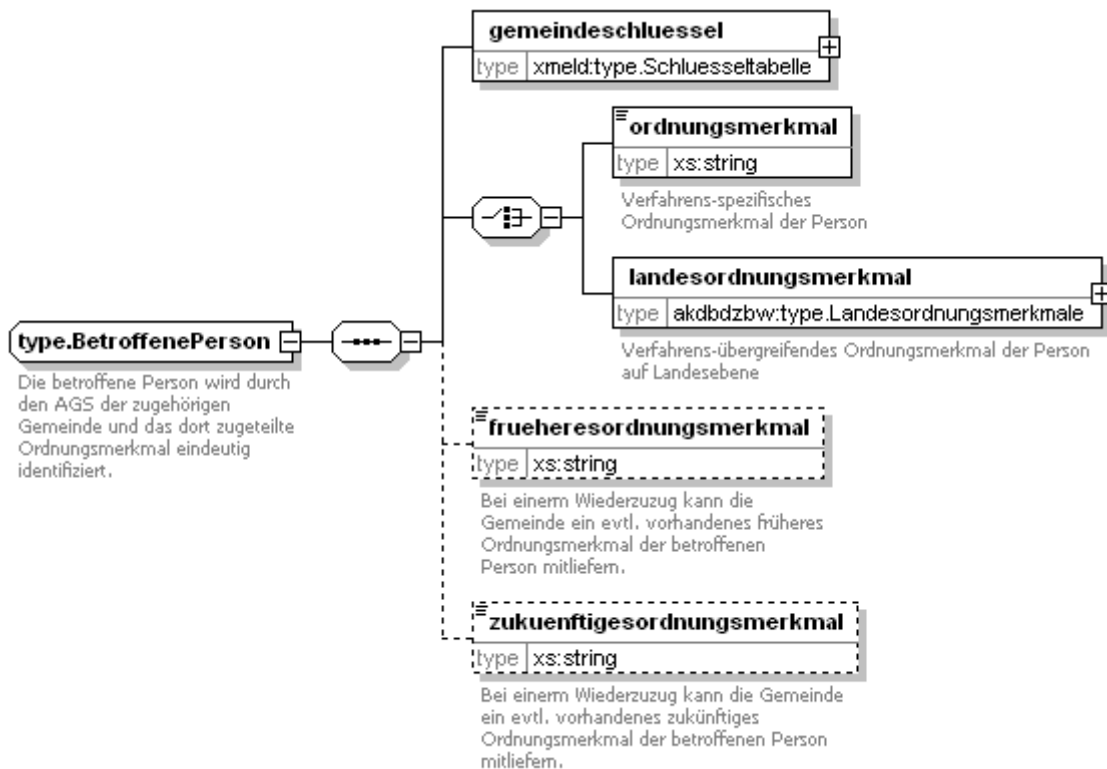 gemeindeschluessel
type xmeld:type.Schluesseltabelle
ordnungsmerkmal
type xs:string
Verfahrens-spezifisches
Ordnungsmerkmal der Person
landesordnungsmerkmal
type akdbdzbw:type.Landesordnungsmerkmale
Verfahrens-übergreifendes Ordnungsmerkmal der Person
auf Landesebene
type.BetroffenePerson
Die betroffene Person wird durch
den AGS der zugehörigen
Gemeinde und das dort zugeteilte
Ordnungsmerkmal eindeutig
identifiziert.
frueheresordnungsmerkmal
type xs:string
Bei einem Wiederzuzug kann die
Gemeinde ein evtl. vorhandenes früheres
Ordnungsmerkmal der betroffenen
Person mitliefern.
zukuenftigesordnungsmerkmal
type xs:string
Bei einem Wiederzuzug kann die Gemeinde
ein evtl. vorhandenes zukünftiges
Ordnungsmerkmal der betroffenen Person
mitliefern.